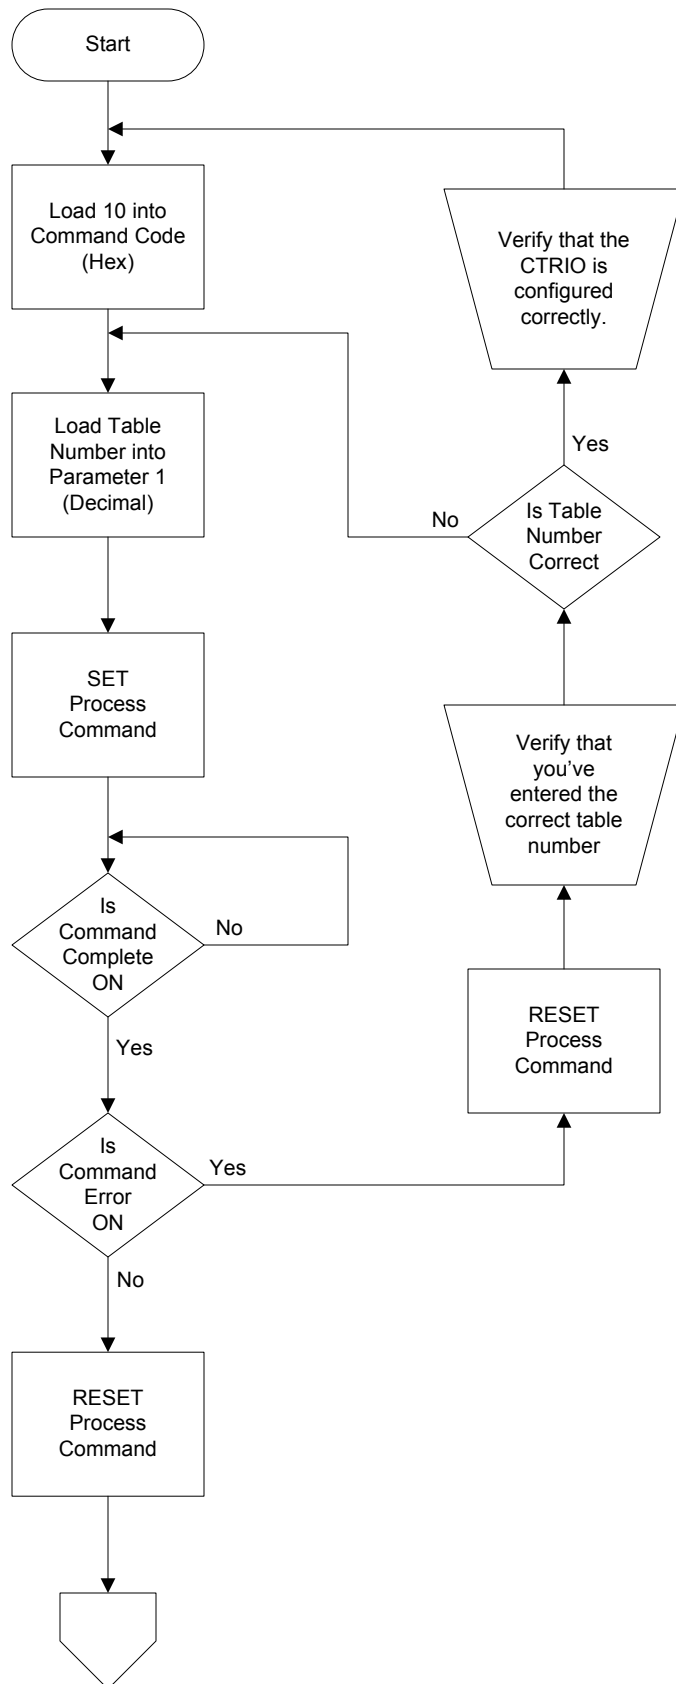 Start
Load 10 into
Command Code
(Hex)
Load Table
Number into
Parameter 1
(Decimal)
SET
Process
Command
Is
Command
Complete
ON
No
Yes
Is
Command
Error
ON
Yes
No
RESET
Process
Command
RESET
Process
Command
Verify that
you’ve
entered the
correct table
number
Is Table
Number
Correct
No
Yes
Verify that the
CTRIO is
configured
correctly.